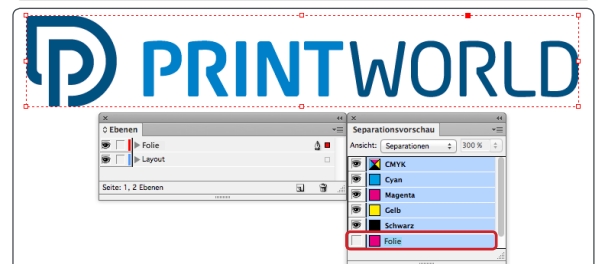 PRINTWORLD
Ebenen
Folie
Layout
Seite: 1, 2 Ebenen
Separationsvorschau
Ansicht: Separationen 300 %
CMYK
Cyan
Magenta
Gelb
Schwarz
Folie